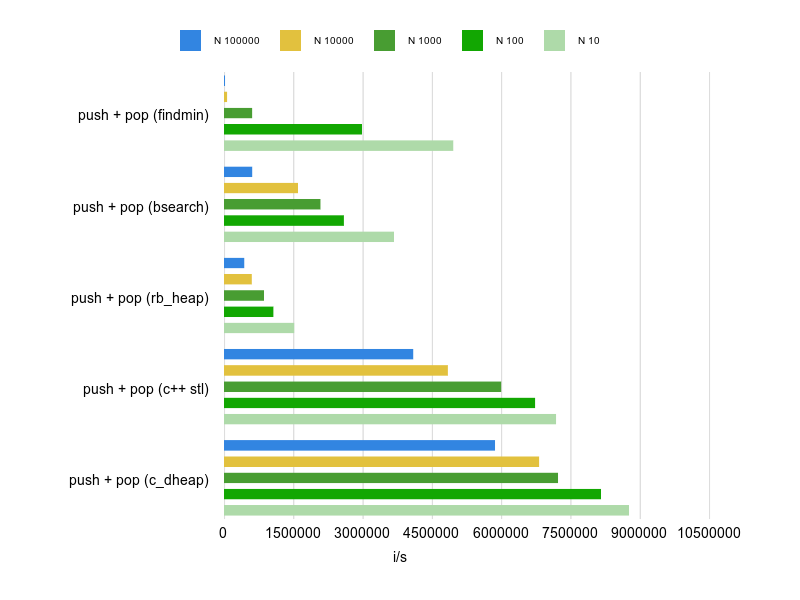 N 100000 N 10000 N 1000 N 100 N 10
push + pop (findmin)
push + pop (bsearch)
push + pop (rb_heap)
push + pop (c++ stl)
push + pop (c_dheap)
0 1500000 3000000 4500000 6000000 7500000 9000000 10500000
i/s